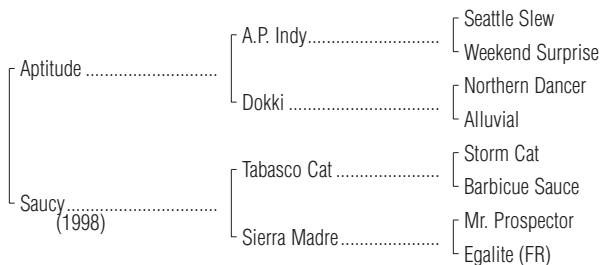 Seattle Slew
A.P. Indy
Weekend Surprise
Aptitude
Northern Dancer
Dokki
Alluvial
Storm Cat
Tabasco Cat
Barbicue Sauce
Saucy
(1998)
Mr. Prospector
Sierra Madre
Egalite (FR)